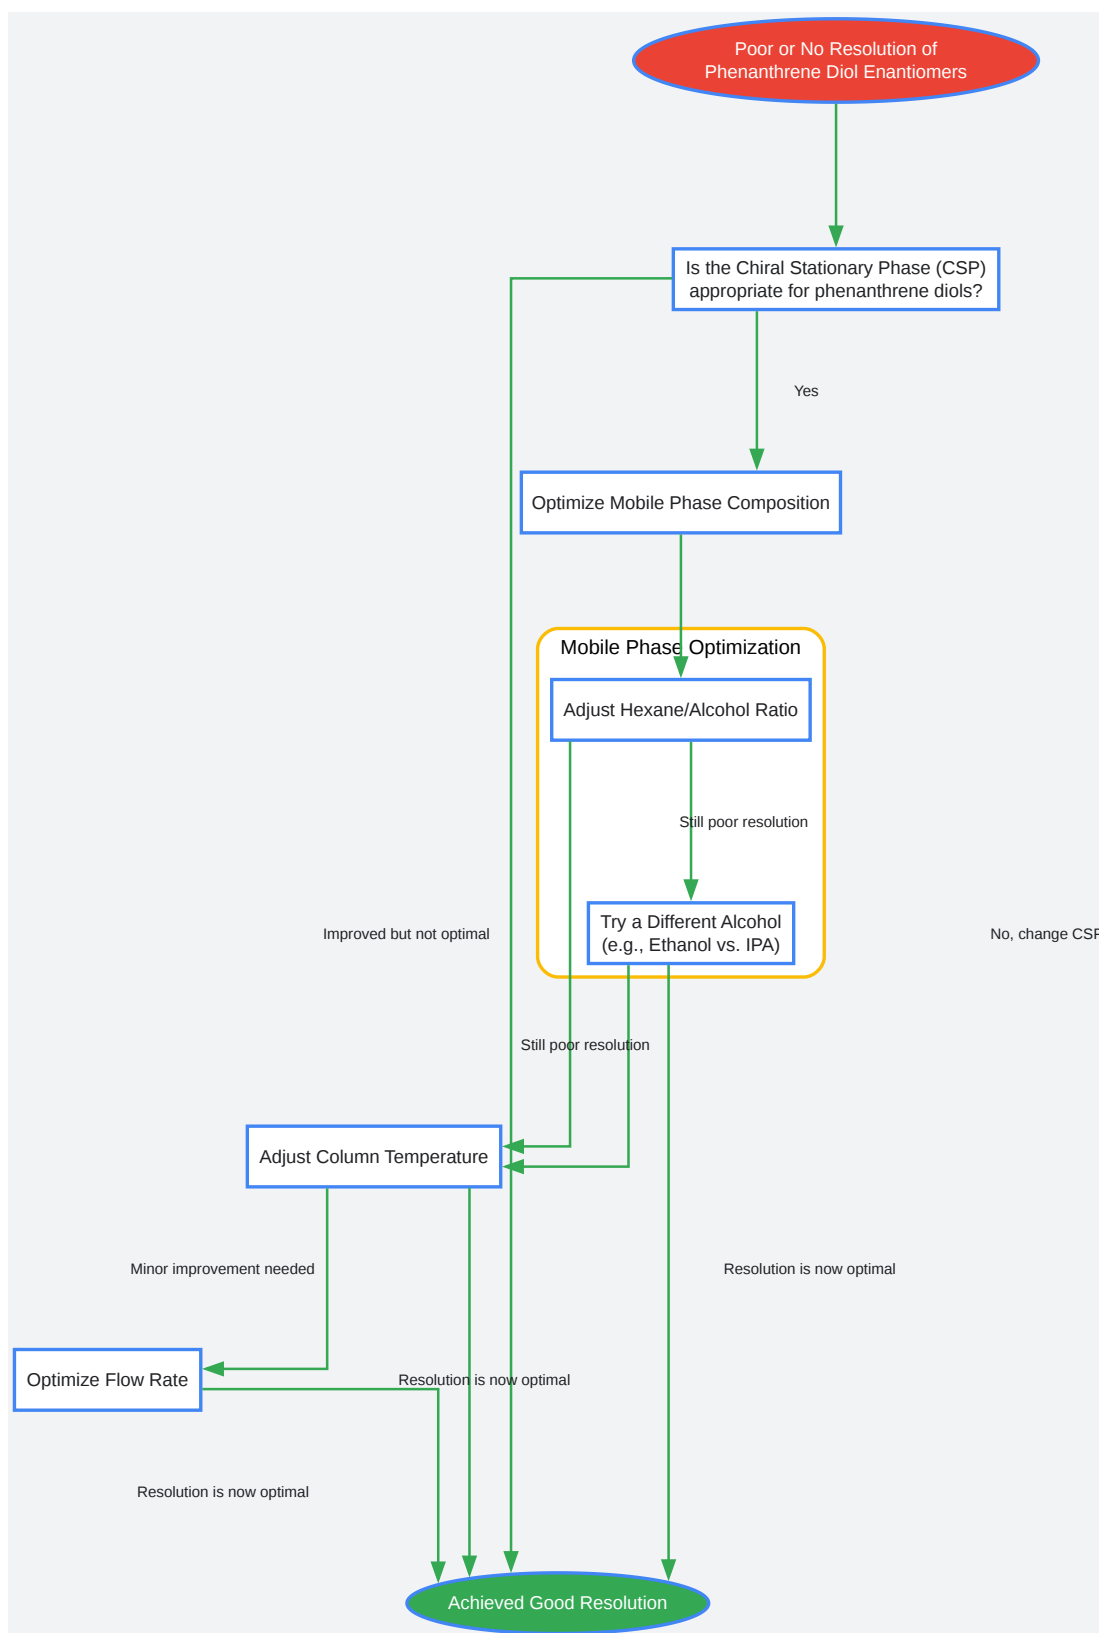 Poor or No Resolution of
Phenanthrene Diol Enantiomers
Is the Chiral Stationary Phase (CSP)
appropriate for phenanthrene diols?
Yes
Optimize Mobile Phase Composition
Mobile Phase Optimization
Adjust Hexane/Alcohol Ratio
Still poor resolution
Try a Different Alcohol
(e.g., Ethanol vs. IPA)
Improved but not optimal
No, change CSP
Still poor resolution
Adjust Column Temperature
Minor improvement needed
Resolution is now optimal
Optimize Flow Rate
Resolution is now optimal
Resolution is now optimal
Achieved Good Resolution